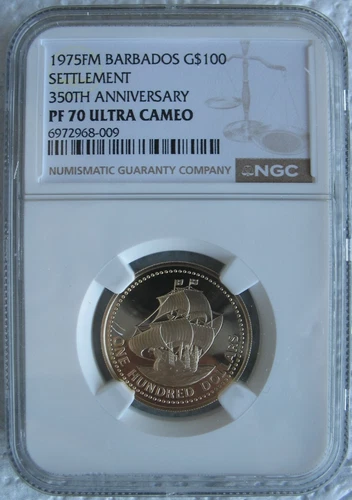 1975FM BARBADOS G$100
SETTLEMENT
350TH ANNIVERSARY
PF 70 ULTRA CAMEO
6972968-009
NUMISMATIC GUARANTY COMPANY
NGC
ONE HUNDRED DOLLARS